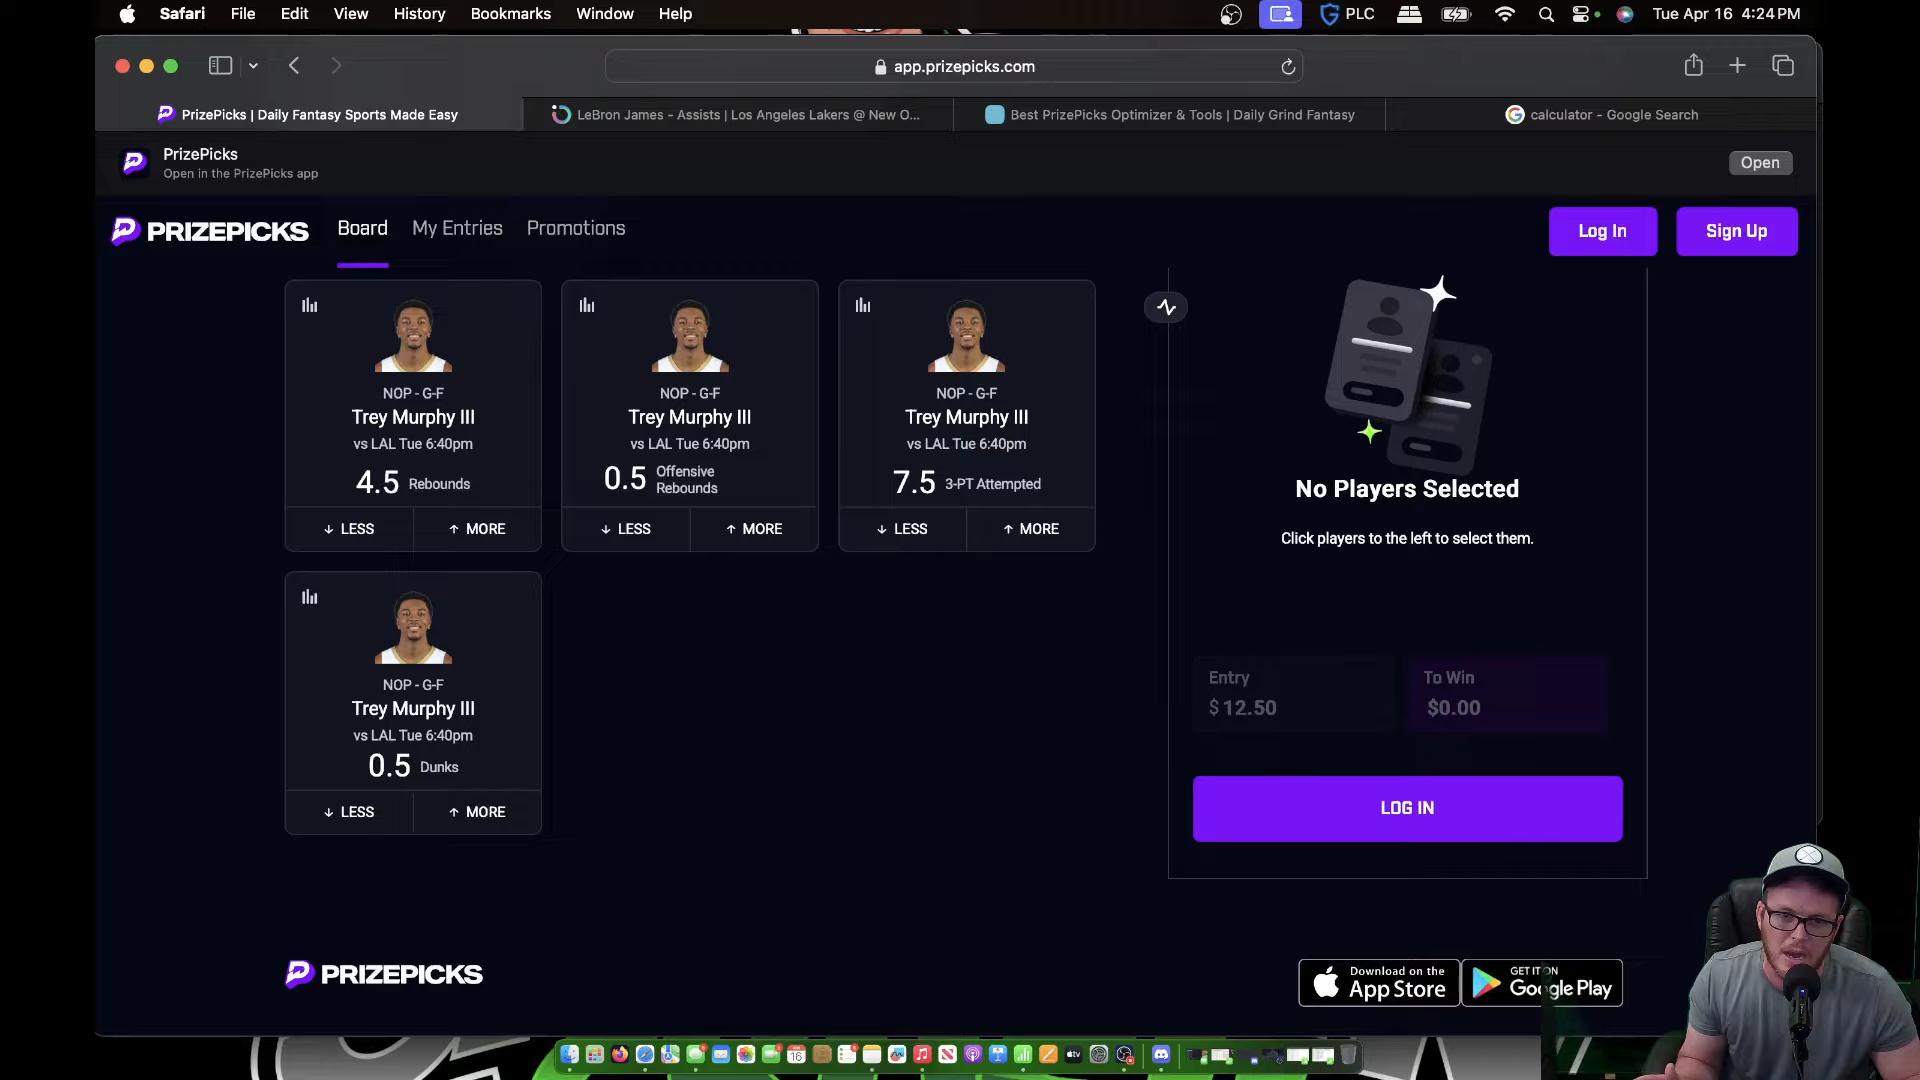 Safari File Edit View History Bookmarks Window Help
PLC
Tue Apr 16 4:24 PM
app.prizepicks.com
PrizePicks | Daily Fantasy Sports Made Easy
LeBron James - Assists | Los Angeles Lakers @ New O...
Best PrizePicks Optimizer & Tools | Daily Grind Fantasy
calculator - Google Search
PrizePicks
Open in the PrizePicks app
Open
PRIZEPICKS
Board
My Entries
Promotions
Log In
Sign Up
NOP - G-F
Trey Murphy III
vs LAL Tue 6:40pm
4.5 Rebounds
LESS
MORE
NOP - G-F
Trey Murphy III
vs LAL Tue 6:40pm
0.5 Offensive
Rebounds
LESS
MORE
NOP - G-F
Trey Murphy III
vs LAL Tue 6:40pm
7.5 3-PT Attempted
LESS
MORE
NOP - G-F
Trey Murphy III
vs LAL Tue 6:40pm
0.5 Dunks
LESS
MORE
No Players Selected
Click players to the left to select them.
Entry
$ 12.50
To Win
$0.00
LOG IN
PRIZEPICKS
Download on the
App Store
GET IT ON
Google Play
16